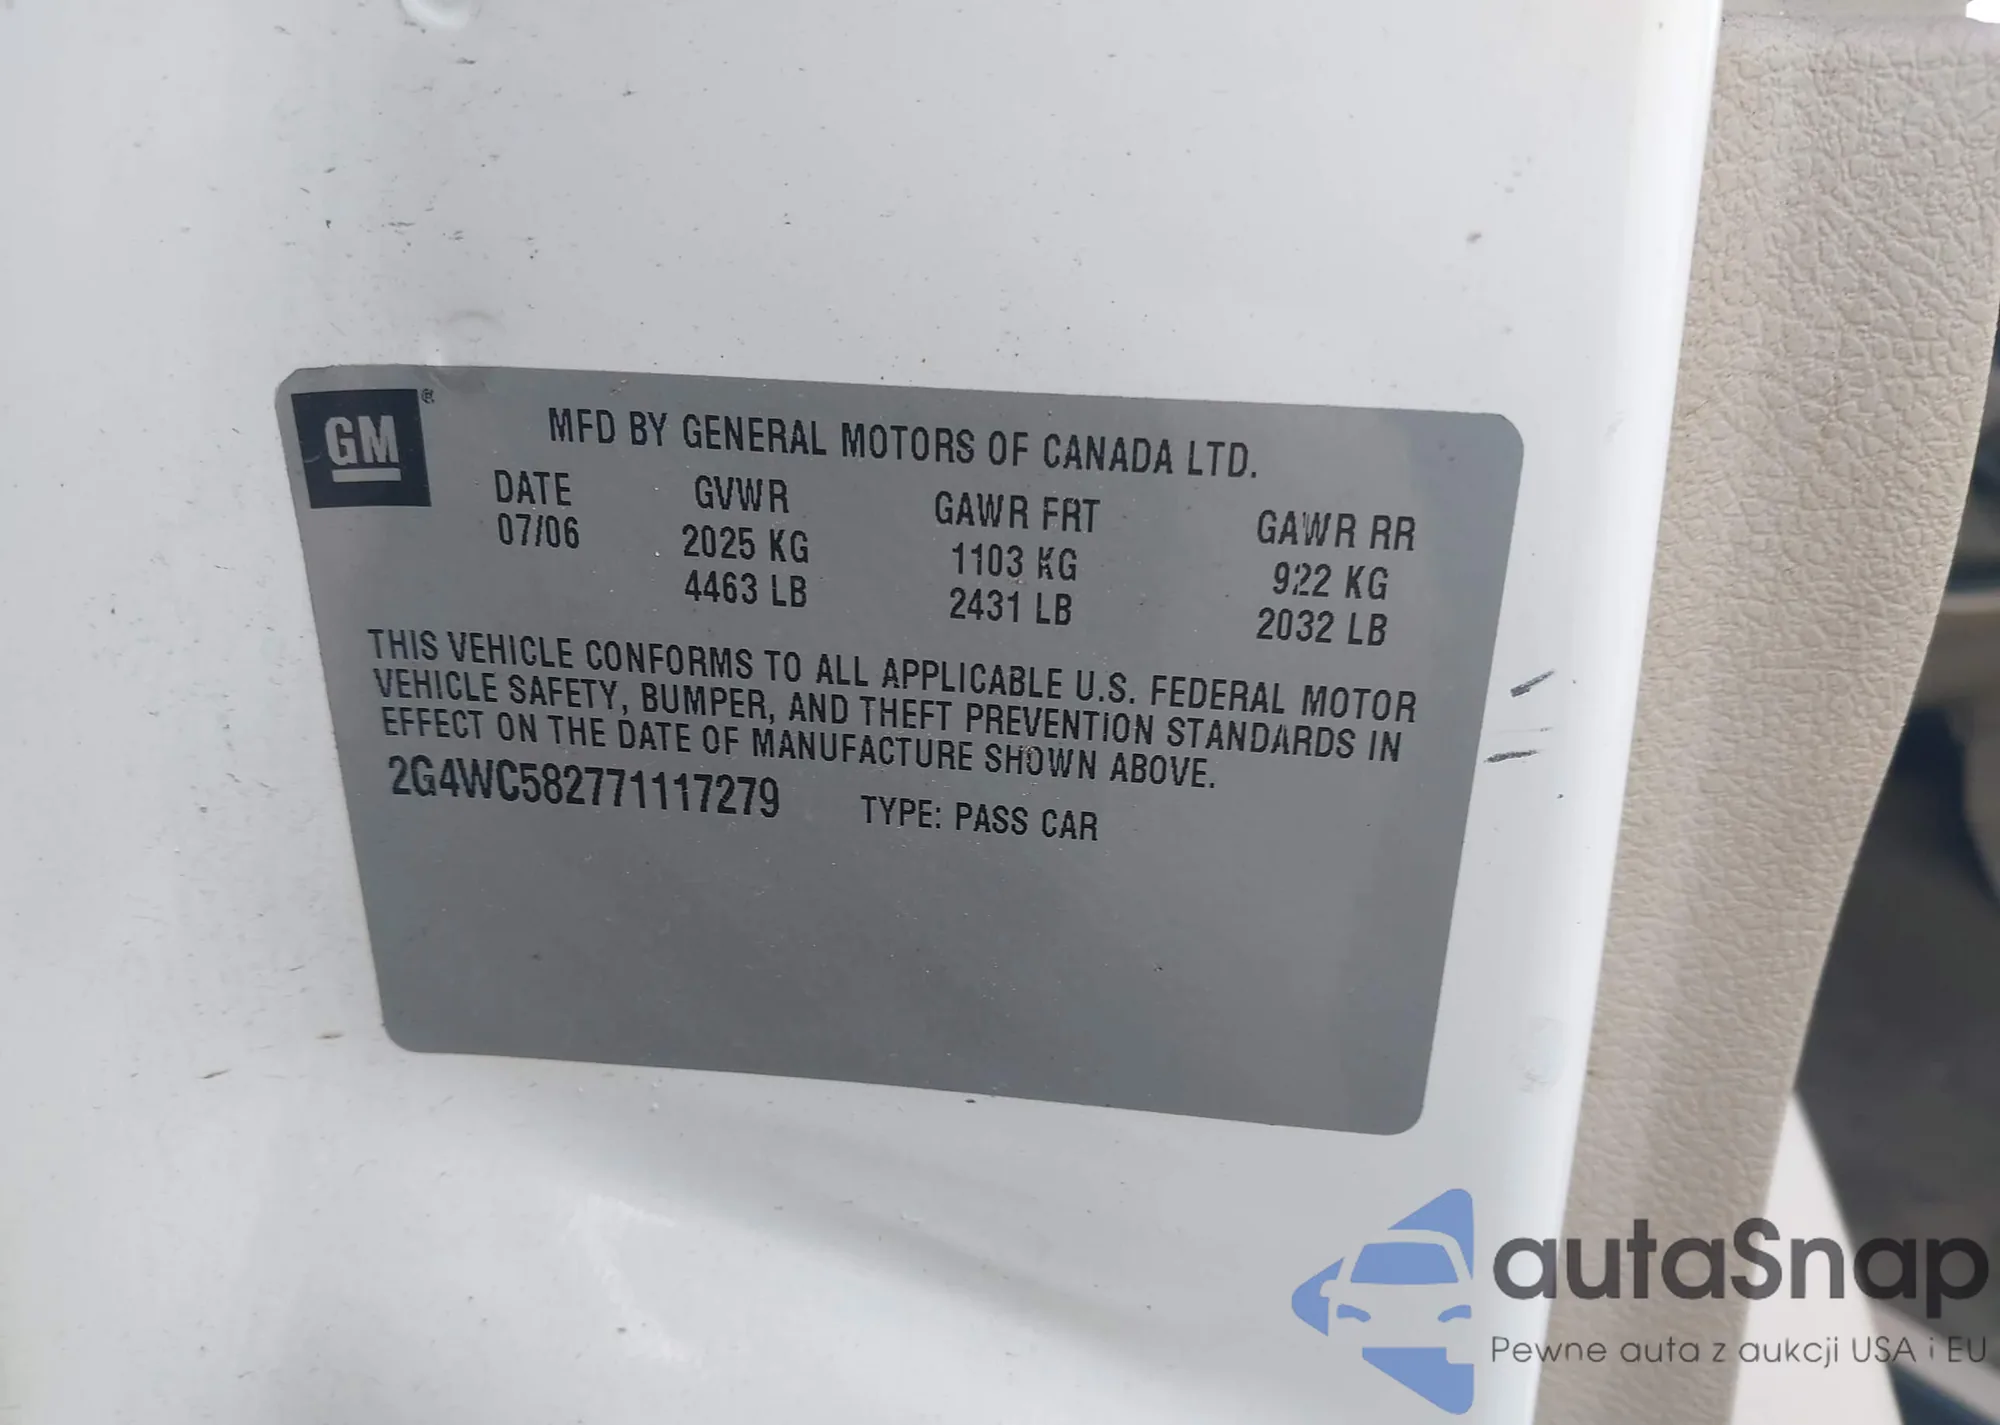 GM®
MFD BY GENERAL MOTORS OF CANADA LTD.
DATE GVWR GAWR FRT GAWR RR
07/06 2025 KG 1103 KG 922 KG
4463 LB 2431 LB 2032 LB
THIS VEHICLE CONFORMS TO ALL APPLICABLE U.S. FEDERAL MOTOR
VEHICLE SAFETY, BUMPER, AND THEFT PREVENTION STANDARDS IN
EFFECT ON THE DATE OF MANUFACTURE SHOWN ABOVE.
2G4WC582771117279 TYPE: PASS CAR
autaSnap
Pewne auta z aukcji USA i EU